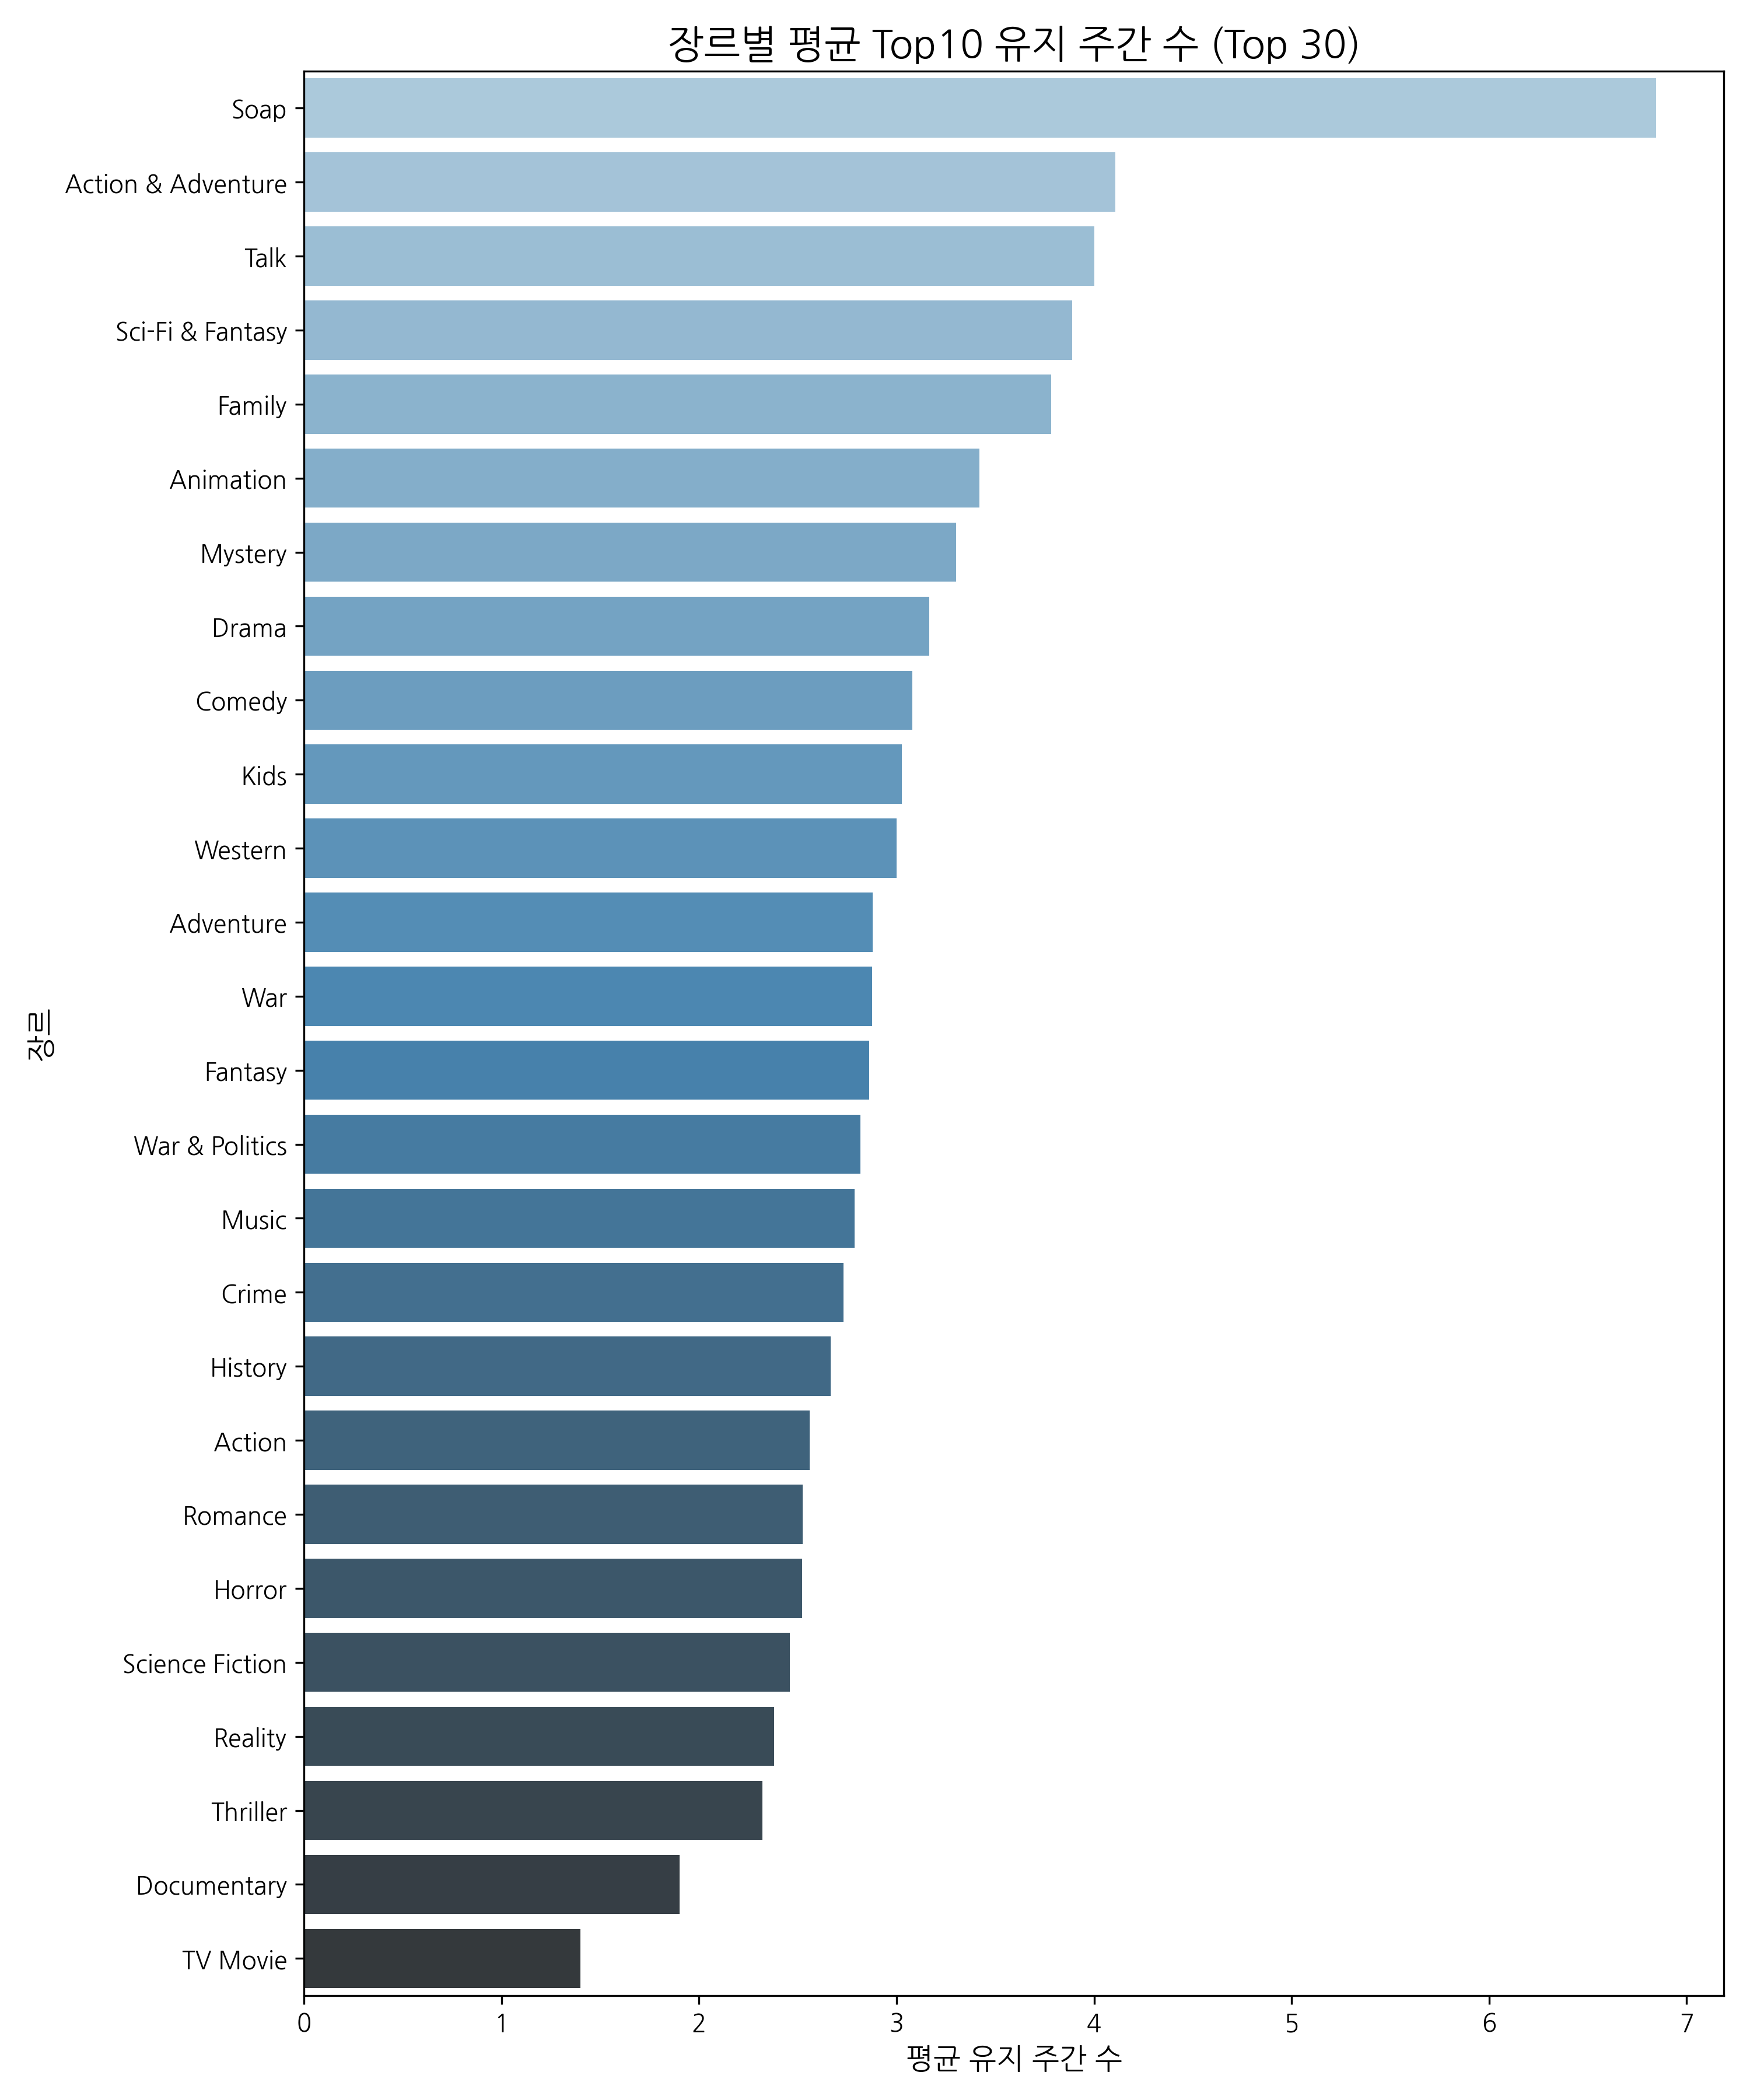 장르별 평균 Top10 유지 주간 수 (Top 30)
장르
Soap
Action & Adventure
Talk
Sci-Fi & Fantasy
Family
Animation
Mystery
Drama
Comedy
Kids
Western
Adventure
War
Fantasy
War & Politics
Music
Crime
History
Action
Romance
Horror
Science Fiction
Reality
Thriller
Documentary
TV Movie
0 1 2 3 4 5 6 7
평균 유지 주간 수